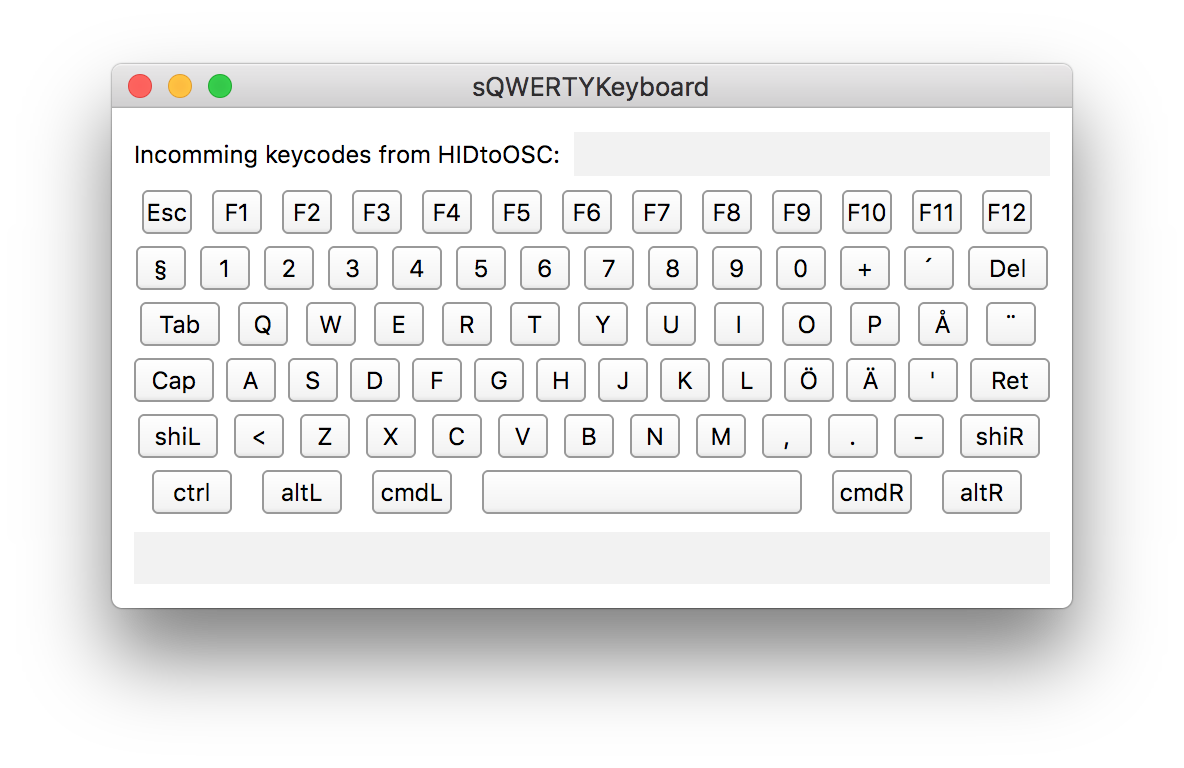 sQWERTYKeyboard
Incomming keycodes from HIDtoOSC:
Esc F1 F2 F3 F4 F5 F6 F7 F8 F9 F10 F11 F12
§ 1 2 3 4 5 6 7 8 9 0 + ´ Del
Tab Q W E R T Y U I O P Å ¨
Cap A S D F G H J K L Ö Ä ' Ret
shiL < Z X C V B N M , . - shiR
ctrl altL cmdL cmdR altR